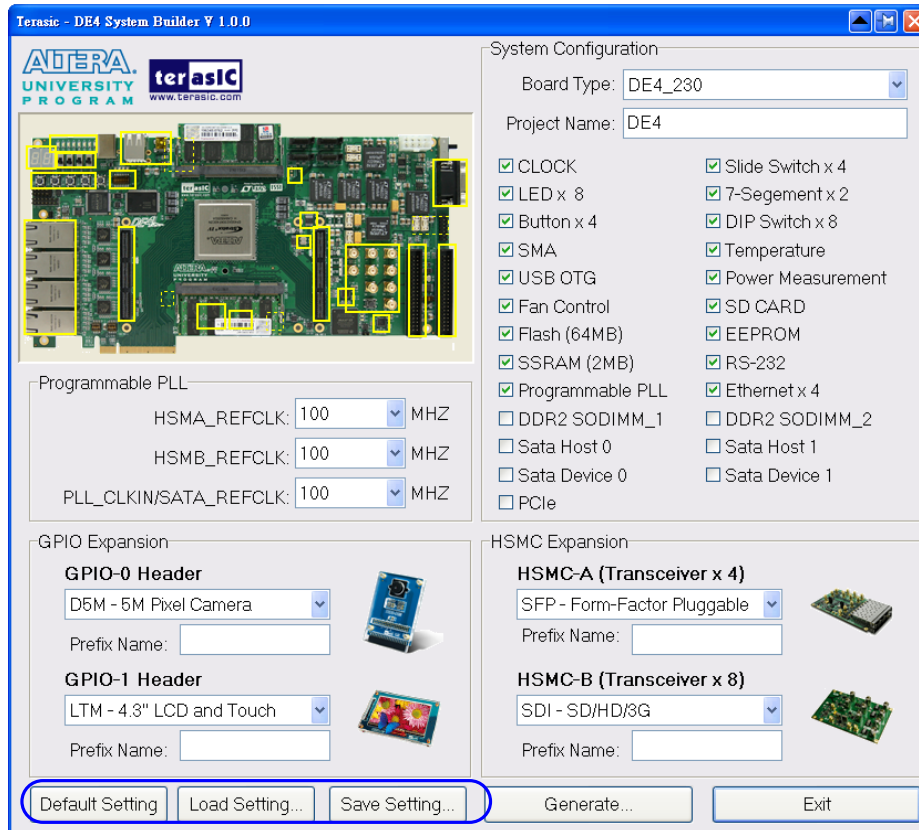 Terasic - DE4 System Builder V 1.0.0
ALTERA.
UNIVERSITY
PROGRAM
terasIC
www.terasic.com
System Configuration
Board Type: DE4_230
Project Name: DE4
CLOCK
Slide Switch x 4
LED x 8
7-Segement x 2
Button x 4
DIP Switch x 8
SMA
Temperature
USB OTG
Power Measurement
Fan Control
SD CARD
Flash (64MB)
EEPROM
SSRAM (2MB)
RS-232
Programmable PLL
Ethernet x 4
DDR2 SODIMM_1
DDR2 SODIMM_2
Sata Host 0
Sata Host 1
Sata Device 0
Sata Device 1
PCIe
Programmable PLL
HSMA_REFCLK: 100 MHZ
HSMB_REFCLK: 100 MHZ
PLL_CLKIN/SATA_REFCLK: 100 MHZ
GPIO Expansion
GPIO-0 Header
D5M - 5M Pixel Camera
Prefix Name:
GPIO-1 Header
LTM - 4.3" LCD and Touch
Prefix Name:
HSMC Expansion
HSMC-A (Transceiver x 4)
SFP - Form-Factor Pluggable
Prefix Name:
HSMC-B (Transceiver x 8)
SDI - SD/HD/3G
Prefix Name:
Default Setting
Load Setting...
Save Setting...
Generate...
Exit